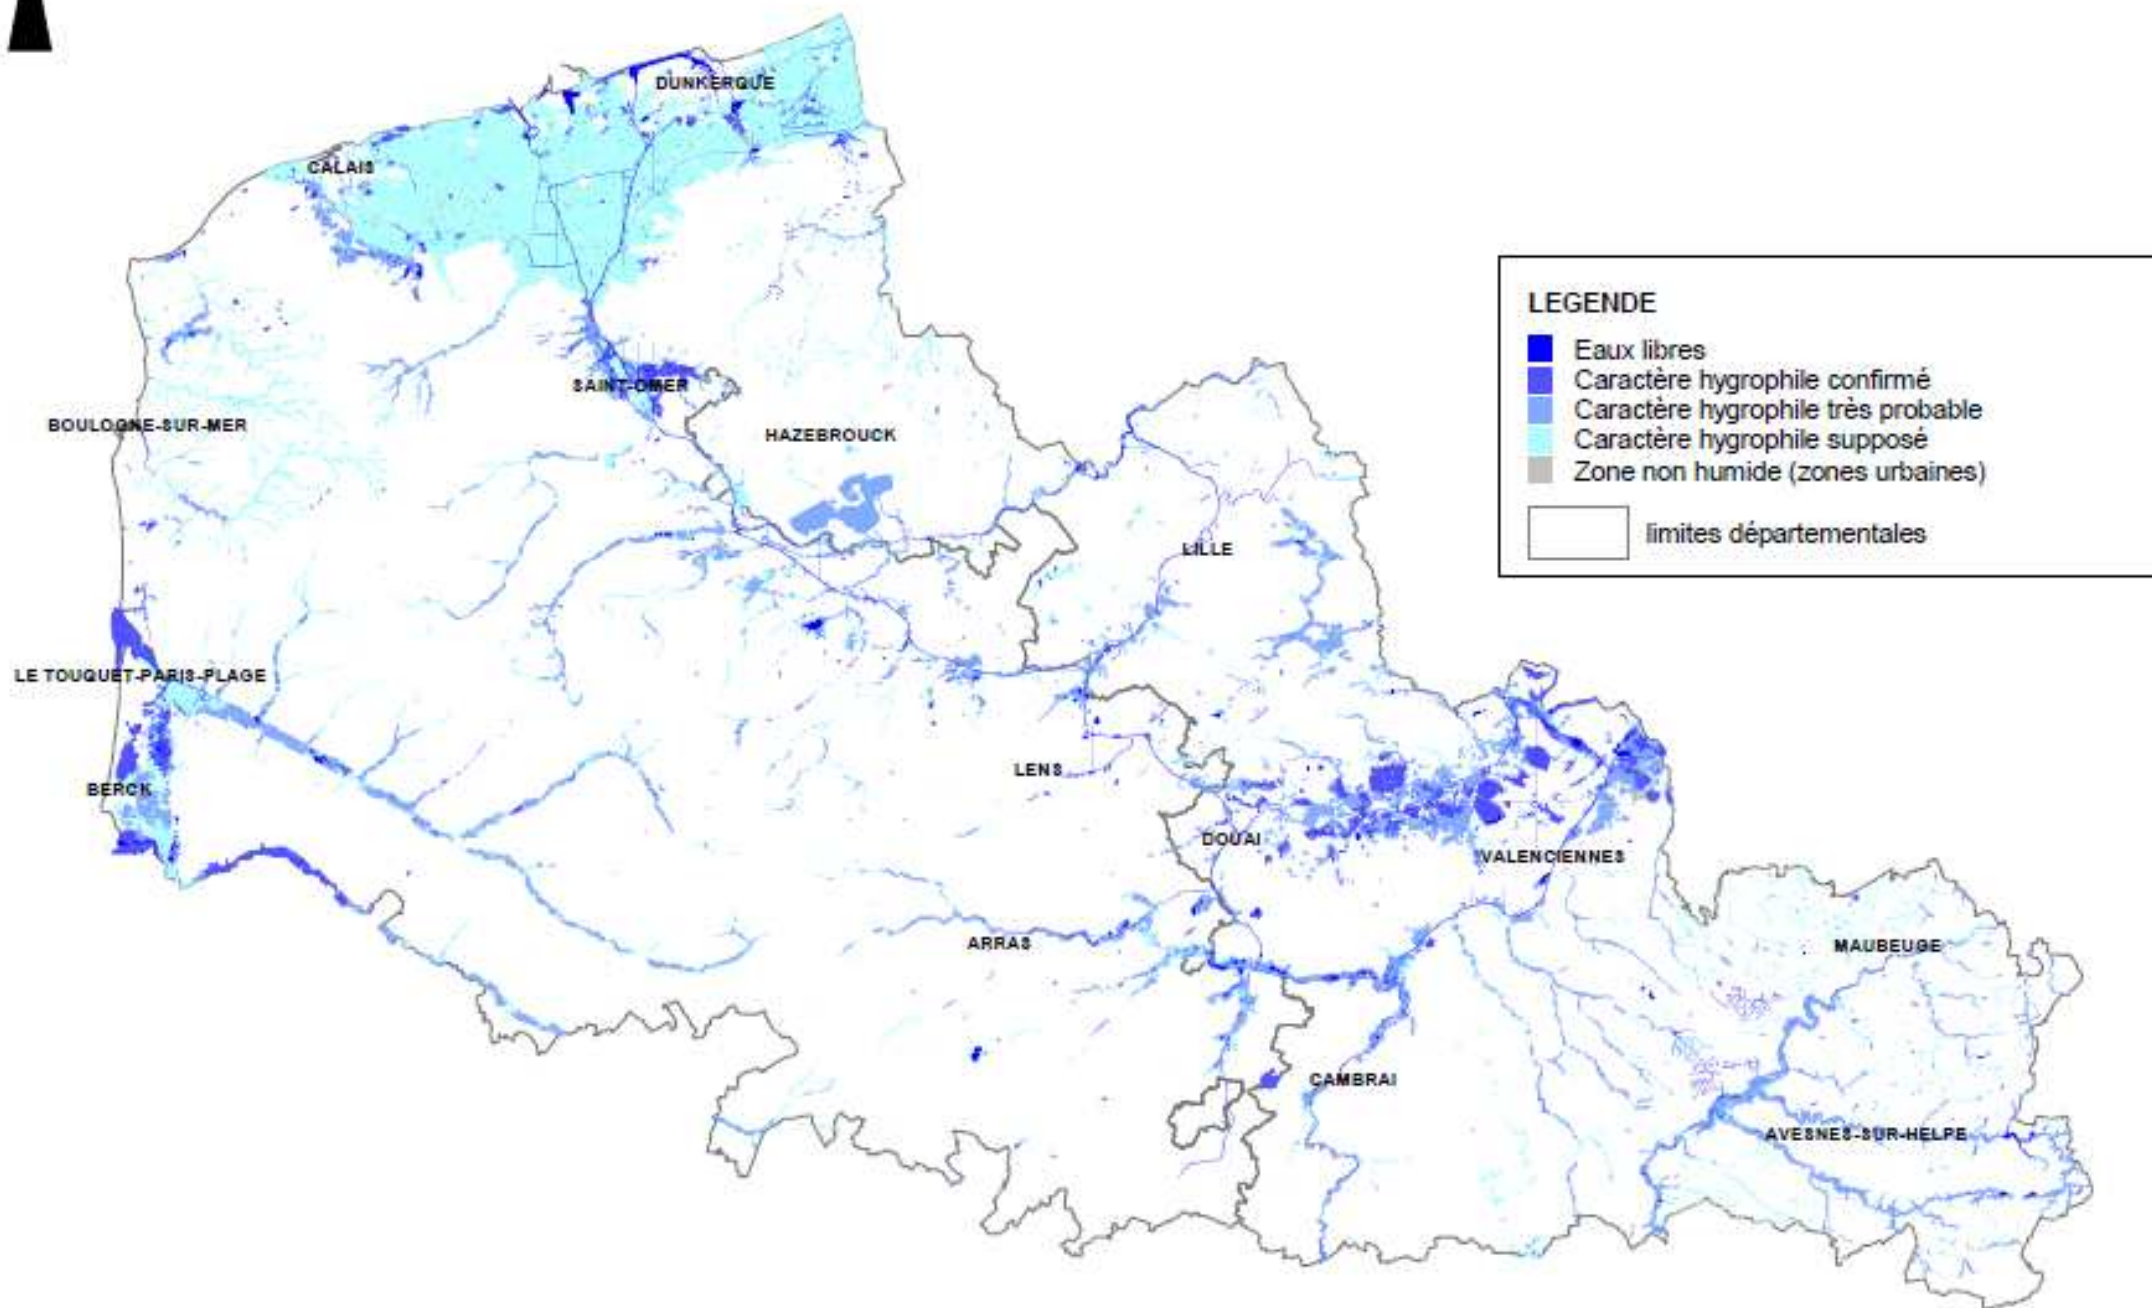 DUNKERQUE
CALAIS
LEGENDE
Eaux libres
Caractère hygrophile confirmé
Caractère hygrophile très probable
Caractère hygrophile supposé
Zone non humide (zones urbaines)
limites départementales
SAINT-OMER
BOULOGNE-SUR-MER
HAZEBROUCK
LILLE
LE TOUQUET-PARIS-PLAGE
LENS
BERCK
DOUAI
VALENCIENNES
ARRAS
MAUBEUGE
CAMBRAI
AVESNES-SUR-HELPE